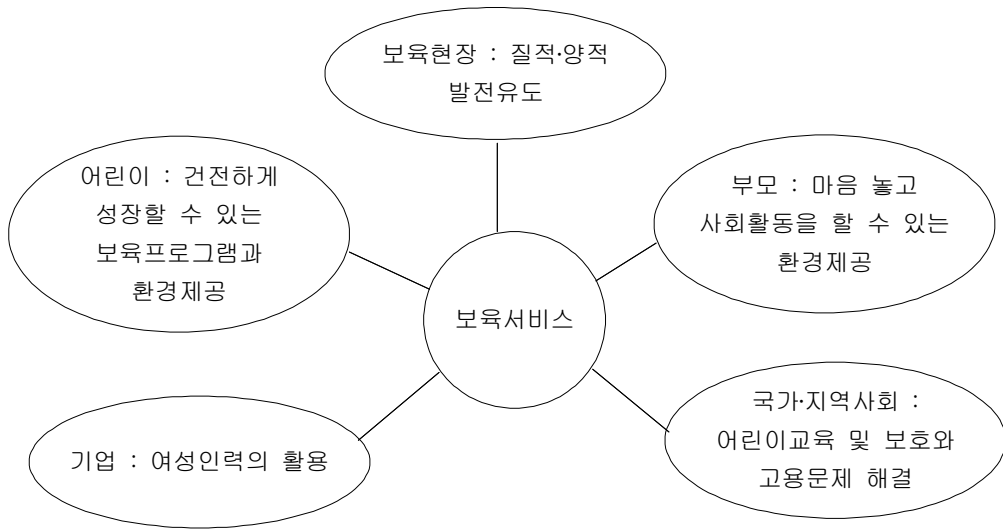 보육현장 : 질적·양적
발전유도
어린이 : 건전하게
성장할 수 있는
보육프로그램과
환경제공
부모 : 마음 놓고
사회활동을 할 수 있는
환경제공
보육서비스
기업 : 여성인력의 활용
국가·지역사회 :
어린이교육 및 보호와
고용문제 해결